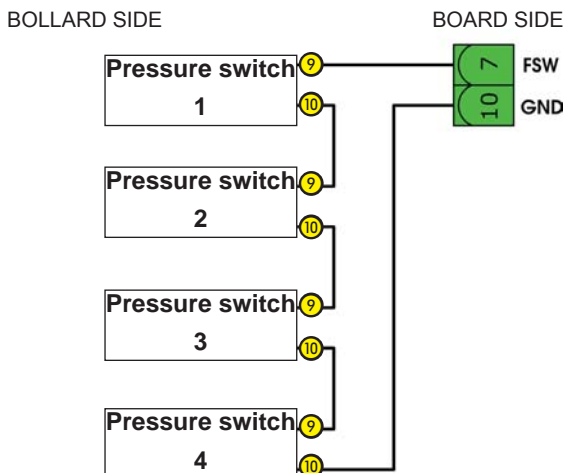 BOLLARD SIDE
BOARD SIDE
Pressure switch
1
9
10
7
FSW
10
GND
Pressure switch
2
9
10
Pressure switch
3
9
10
Pressure switch
4
9
10